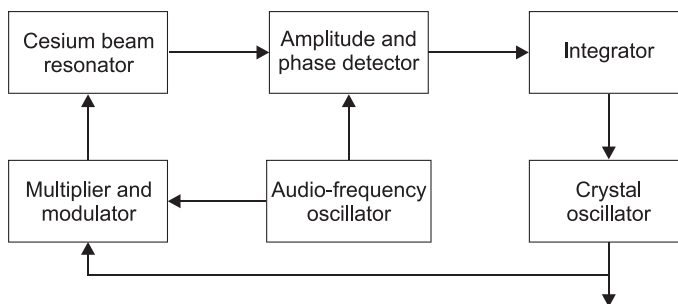 Cesium beam
resonator
Amplitude and
phase detector
Integrator
Multiplier and
modulator
Audio-frequency
oscillator
Crystal
oscillator